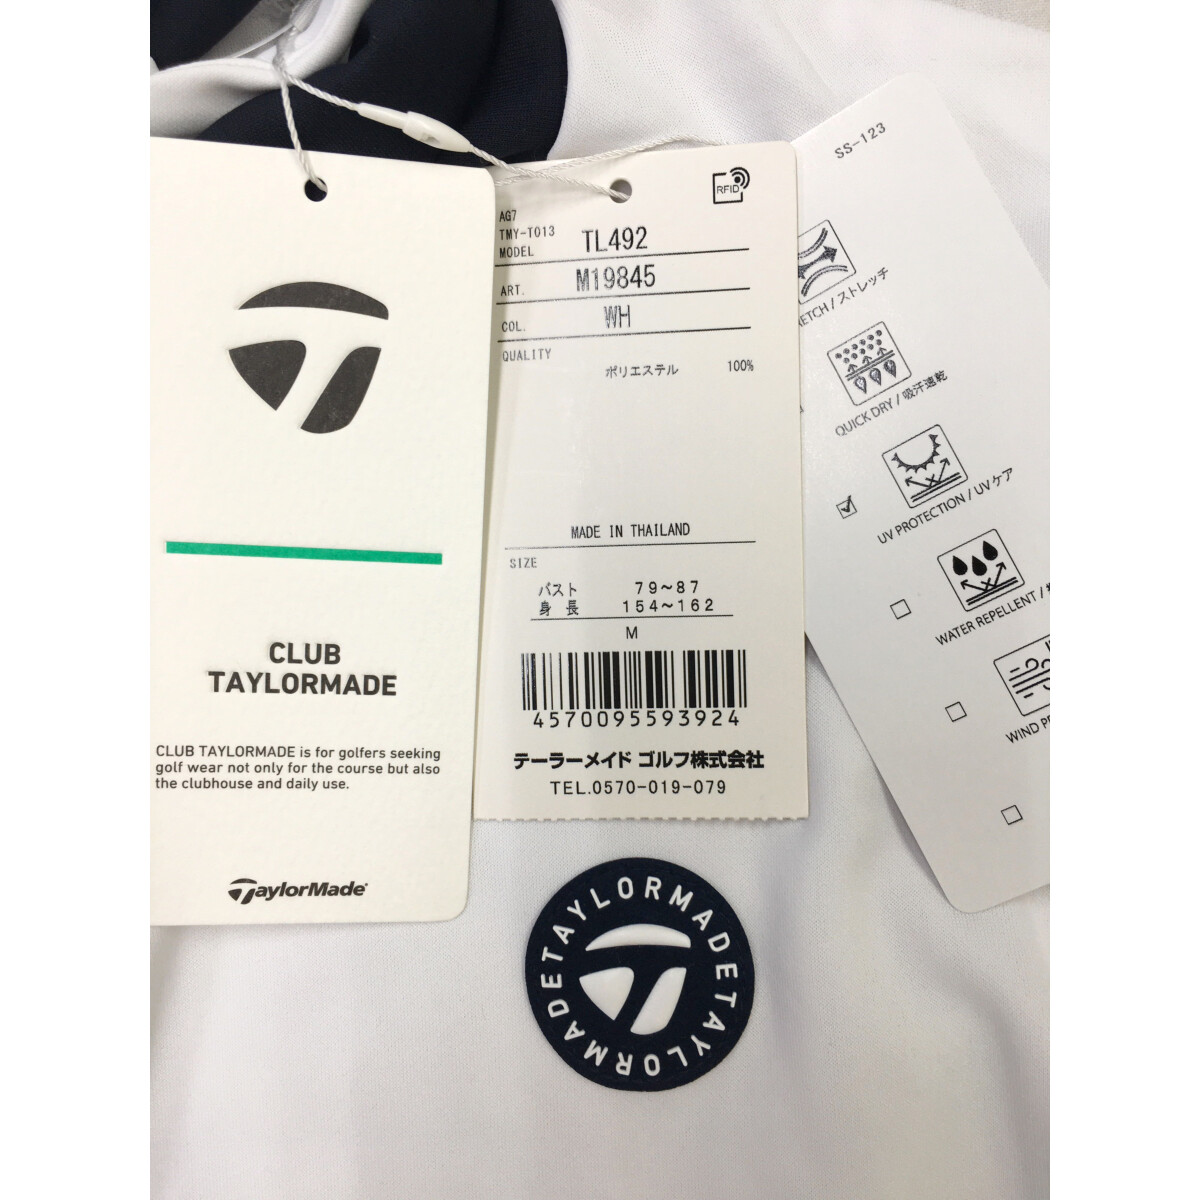 CLUB
TAYLORMADE
CLUB TAYLORMADE is for golfers seeking
golf wear not only for the course but also
the clubhouse and daily use.
TaylorMade
RFID
AG7
TMY-T013
MODEL TL492
ART. M19845
COL. WH
QUALITY
ポリエステル 100%
MADE IN THAILAND
SIZE
バスト 79~87
身長 154~162
M
4570095593924
テーラーメイド ゴルフ株式会社
TEL.0570-019-079
SS-123
/ ストレッチ
QUICK DRY / 吸汗速乾
UV PROTECTION / UVケア
WATER REPELLENT /
WIND
TAYLORMADETAYLORMADE